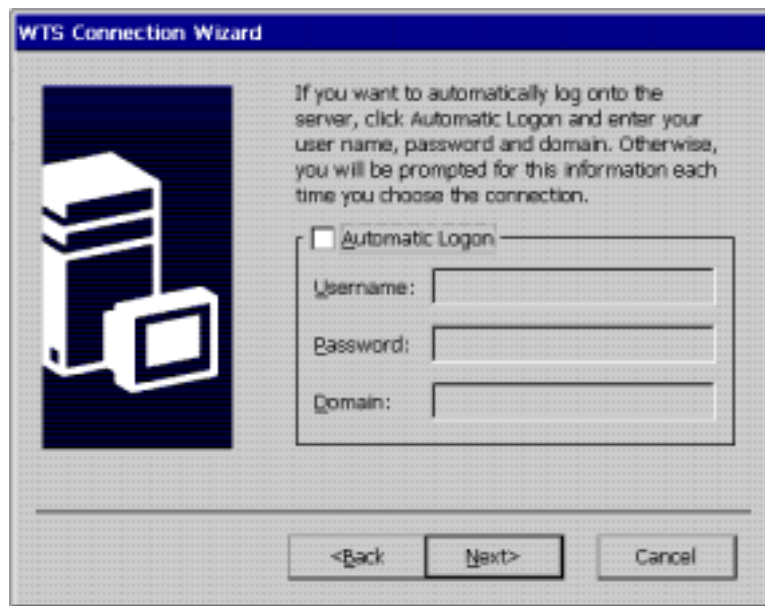 WTS Connection Wizard
If you want to automatically log onto the
server, click Automatic Logon and enter your
user name, password and domain. Otherwise,
you will be prompted for this information each
time you choose the connection.
Automatic Logon
Username:
Password:
Domain:
<Back Next> Cancel